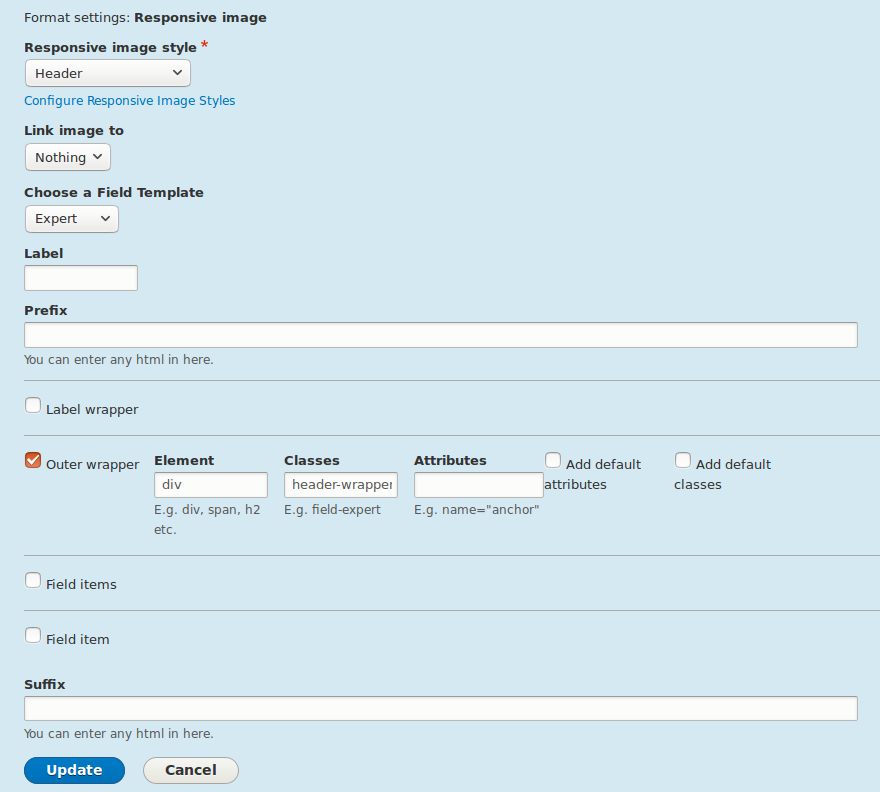 Format settings: Responsive image
Responsive image style *
Header
Configure Responsive Image Styles
Link image to
Nothing
Choose a Field Template
Expert
Label
Prefix
You can enter any html in here.
Label wrapper
Outer wrapper
Element
div
E.g. div, span, h2
etc.
Classes
header-wrapper
E.g. field-expert
Attributes
E.g. name="anchor"
Add default
attributes
Add default
classes
Field items
Field item
Suffix
You can enter any html in here.
Update
Cancel